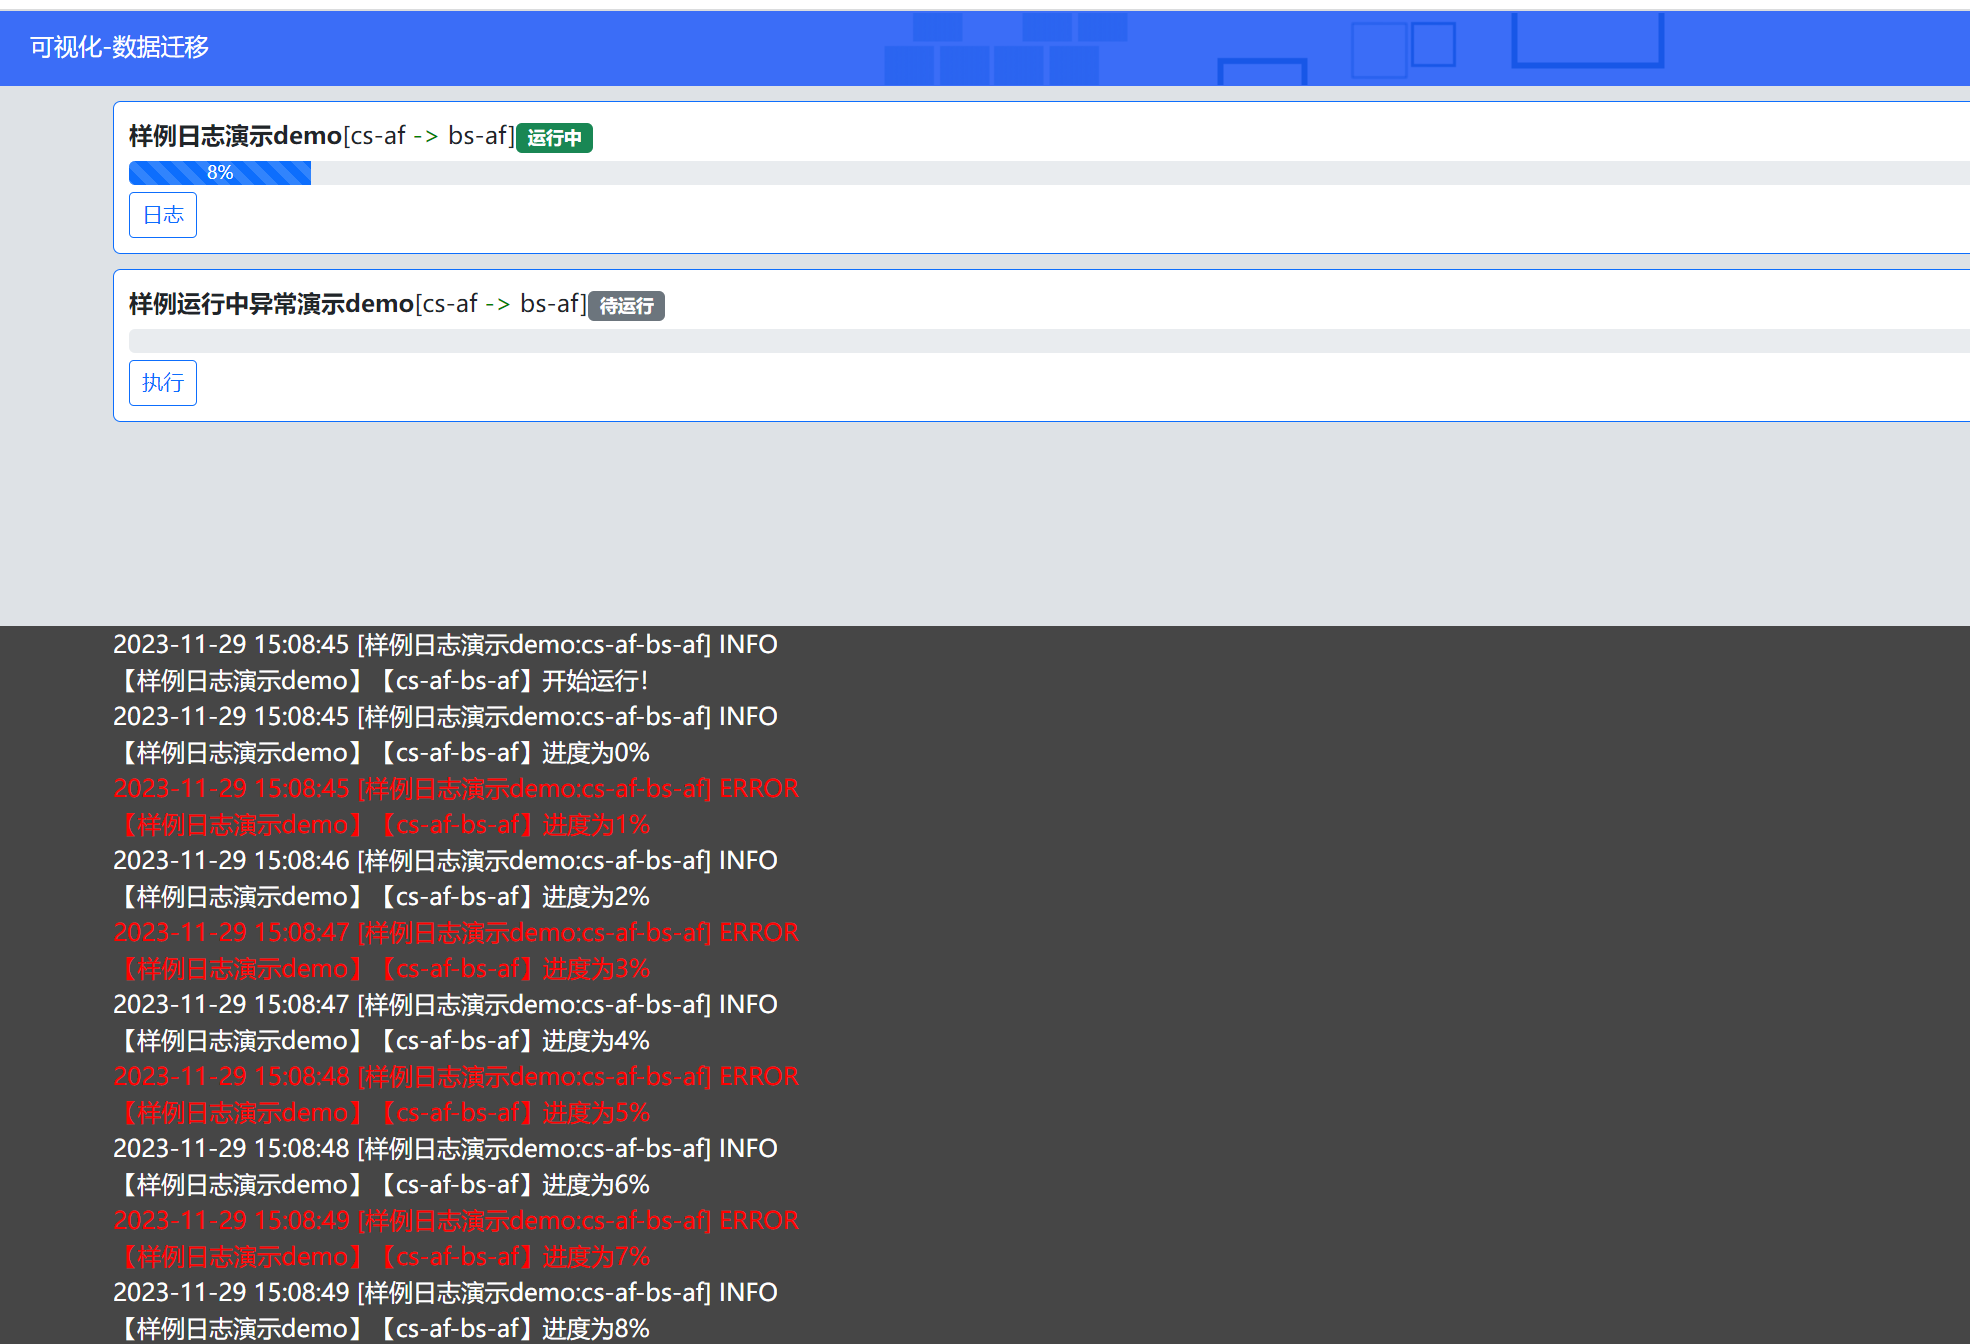 可视化-数据迁移
样例日志演示demo[cs-af -> bs-af]运行中
8%
日志
样例运行中异常演示demo[cs-af -> bs-af]待运行
执行
2023-11-29 15:08:45 [样例日志演示demo:cs-af-bs-af] INFO
【样例日志演示demo】【cs-af-bs-af】开始运行！
2023-11-29 15:08:45 [样例日志演示demo:cs-af-bs-af] INFO
【样例日志演示demo】【cs-af-bs-af】进度为0%
2023-11-29 15:08:45 [样例日志演示demo:cs-af-bs-af] ERROR
【样例日志演示demo】【cs-af-bs-af】进度为1%
2023-11-29 15:08:46 [样例日志演示demo:cs-af-bs-af] INFO
【样例日志演示demo】【cs-af-bs-af】进度为2%
2023-11-29 15:08:47 [样例日志演示demo:cs-af-bs-af] ERROR
【样例日志演示demo】【cs-af-bs-af】进度为3%
2023-11-29 15:08:47 [样例日志演示demo:cs-af-bs-af] INFO
【样例日志演示demo】【cs-af-bs-af】进度为4%
2023-11-29 15:08:48 [样例日志演示demo:cs-af-bs-af] ERROR
【样例日志演示demo】【cs-af-bs-af】进度为5%
2023-11-29 15:08:48 [样例日志演示demo:cs-af-bs-af] INFO
【样例日志演示demo】【cs-af-bs-af】进度为6%
2023-11-29 15:08:49 [样例日志演示demo:cs-af-bs-af] ERROR
【样例日志演示demo】【cs-af-bs-af】进度为7%
2023-11-29 15:08:49 [样例日志演示demo:cs-af-bs-af] INFO
【样例日志演示demo】【cs-af-bs-af】进度为8%